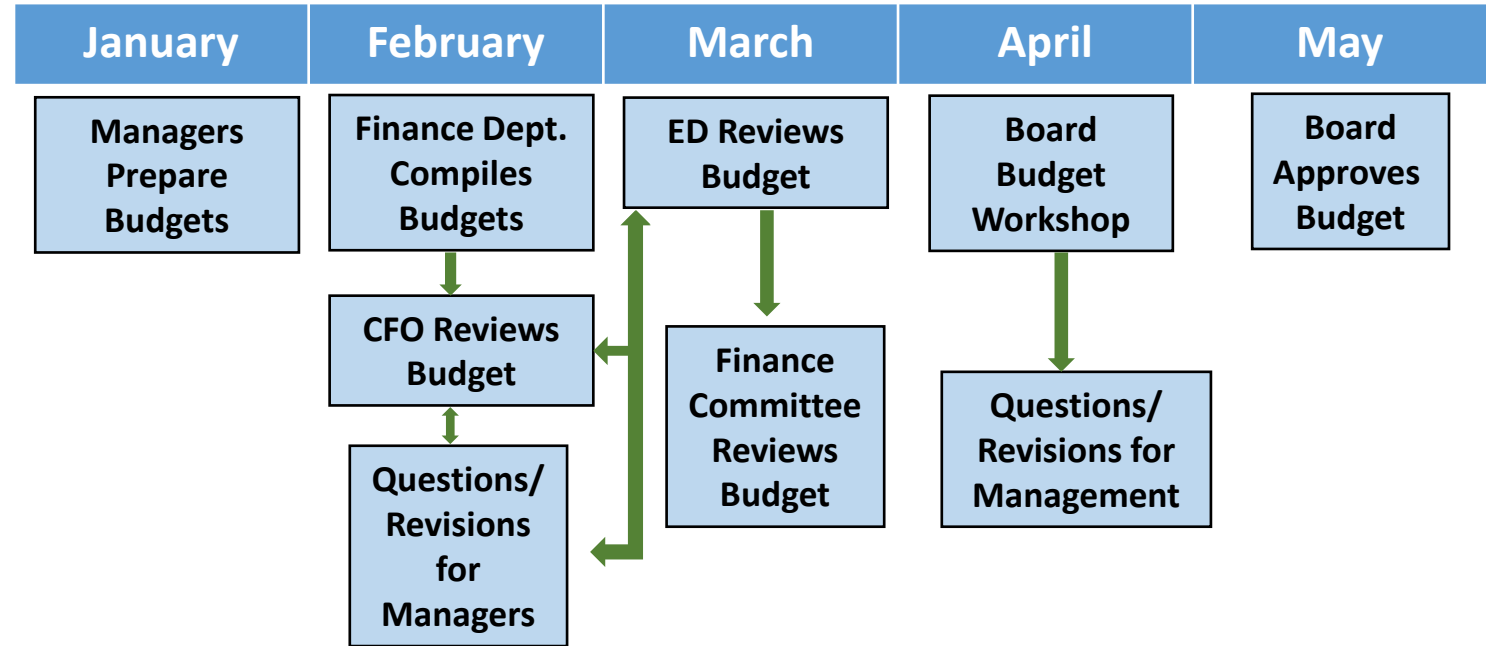 January
February
March
April
May
Managers
Prepare
Budgets
Finance Dept.
Compiles
Budgets
CFO Reviews
Budget
Questions/
Revisions
for
Managers
ED Reviews
Budget
Finance
Committee
Reviews
Budget
Board
Budget
Workshop
Questions/
Revisions for
Management
Board
Approves
Budget